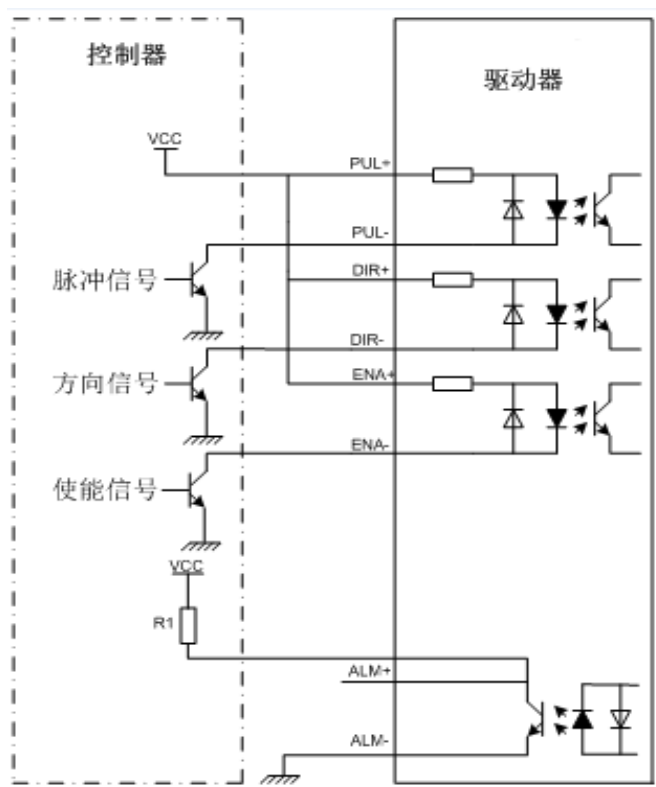 控制器
驱动器
VCC
PUL+
PUL-
脉冲信号
DIR+
DIR-
方向信号
ENA+
ENA-
使能信号
VCC
R1
ALM+
ALM-